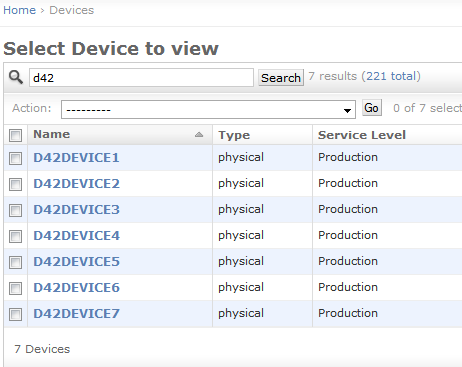 Home › Devices
Select Device to view
d42 Search 7 results (221 total)
Action: --------- Go 0 of 7 select
Name Type Service Level
D42DEVICE1 physical Production
D42DEVICE2 physical Production
D42DEVICE3 physical Production
D42DEVICE4 physical Production
D42DEVICE5 physical Production
D42DEVICE6 physical Production
D42DEVICE7 physical Production
7 Devices